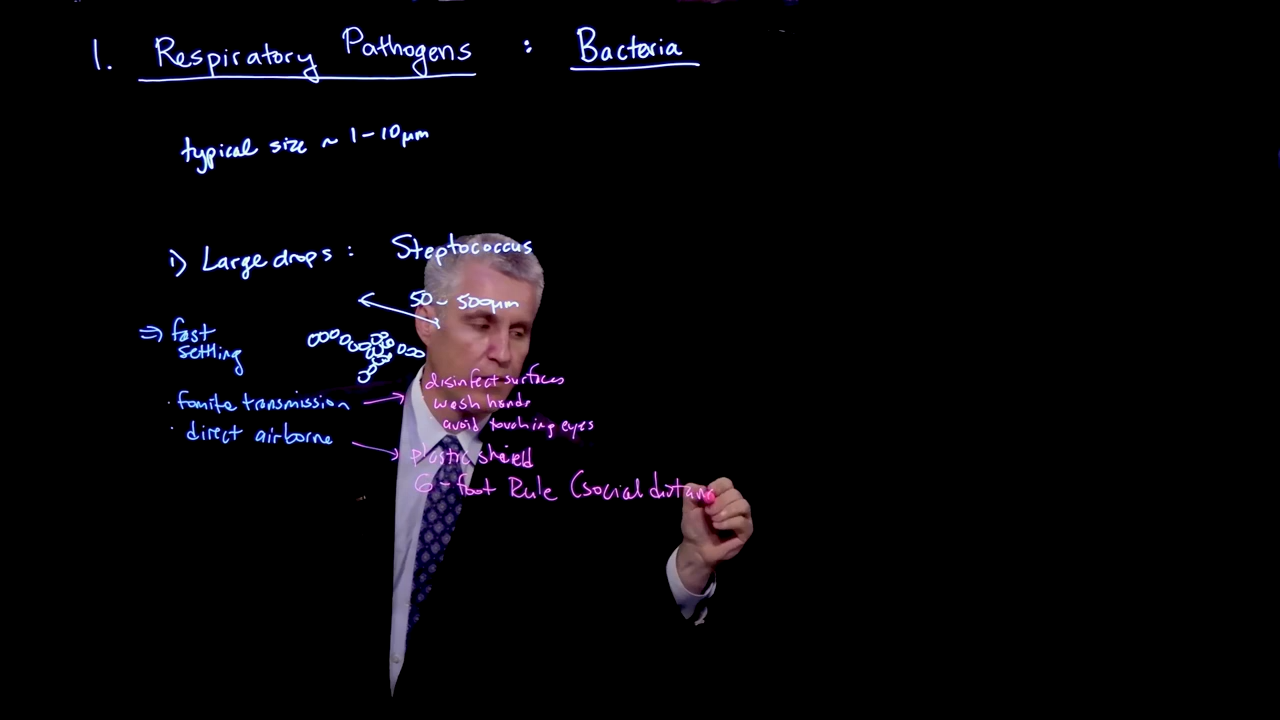 1. Respiratory Pathogens : Bacteria
typical size ~ 1-10μm
i) Large drops : Steptococcus
50 - 500μm
⇒ fast
settling
· fomite transmission → disinfect surfaces
wash hands
avoid touching eyes
· direct airborne → plastic shield
6-foot Rule (social distan